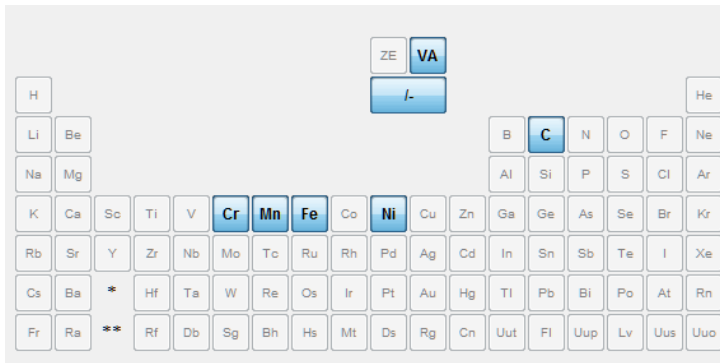 ZE VA
/-
H He
Li Be B C N O F Ne
Na Mg Al Si P S Cl Ar
K Ca Sc Ti V Cr Mn Fe Co Ni Cu Zn Ga Ge As Se Br Kr
Rb Sr Y Zr Nb Mo Tc Ru Rh Pd Ag Cd In Sn Sb Te I Xe
Cs Ba * Hf Ta W Re Os Ir Pt Au Hg Tl Pb Bi Po At Rn
Fr Ra ** Rf Db Sg Bh Hs Mt Ds Rg Cn Uut Fl Uup Lv Uus Uuo